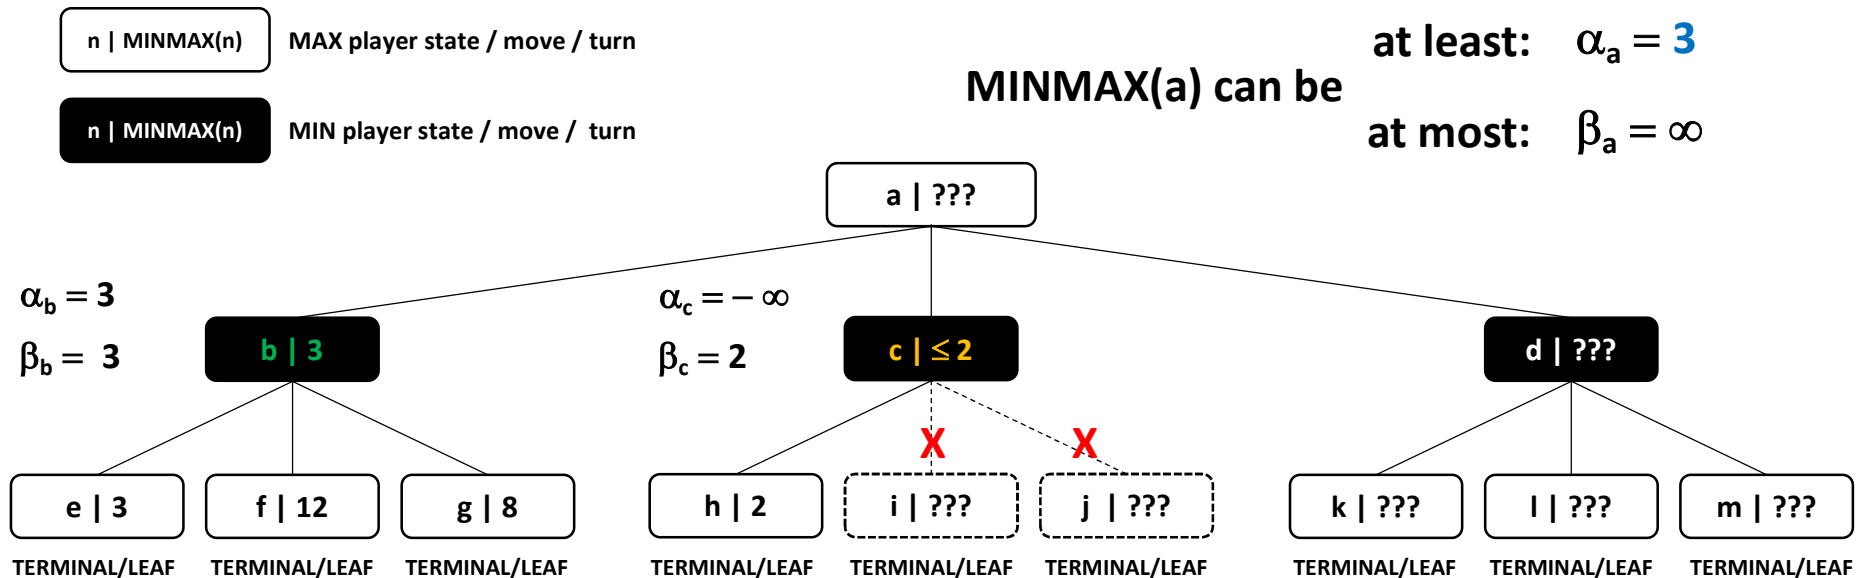 n | MINMAX(n) MAX player state / move / turn
at least: αa = 3
MINMAX(a) can be
n | MINMAX(n) MIN player state / move / turn
at most: βa = ∞
a | ???
αb = 3
αc = – ∞
βb = 3
b | 3
βc = 2
c | ≤ 2
d | ???
X X
e | 3 f | 12 g | 8 h | 2 i | ??? j | ??? k | ??? l | ??? m | ???
TERMINAL/LEAF TERMINAL/LEAF TERMINAL/LEAF TERMINAL/LEAF TERMINAL/LEAF TERMINAL/LEAF TERMINAL/LEAF TERMINAL/LEAF TERMINAL/LEAF